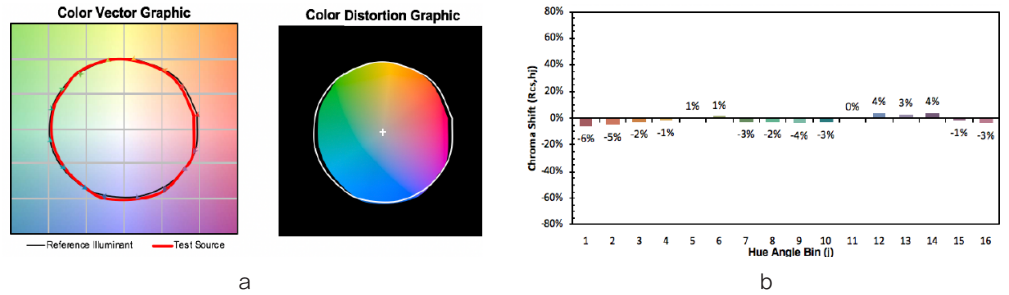 Color Vector Graphic
Color Distortion Graphic
Reference Illuminant
Test Source
a
Chroma Shift (Rcs,hj)
80%
60%
40%
20%
0%
-20%
-40%
-60%
-80%
-6%
-5%
-2%
-1%
1%
1%
-3%
-2%
-4%
-3%
0%
4%
3%
4%
-1%
-3%
1 2 3 4 5 6 7 8 9 10 11 12 13 14 15 16
Hue Angle Bin (j)
b